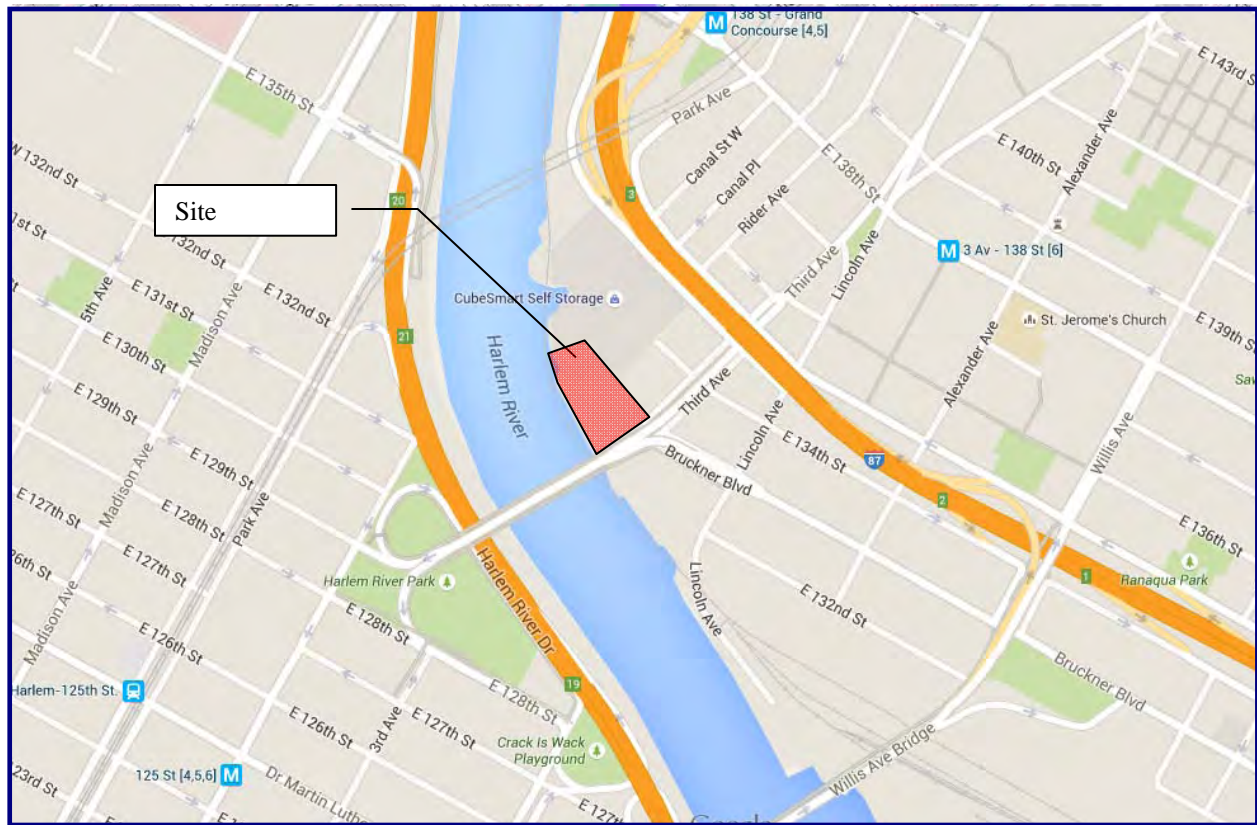 138 St - Grand
Concourse [4,5]
E 143rd St
E 135th St
Park Ave
Canal St W
Canal Pl
Rider Ave
E 138th St
E 140th St
Alexander Ave
W 132nd St
20
3
Site
Third Ave
Lincoln Ave
M 3 Av - 138 St [6]
E 132nd St
1st St
E 131st St
E 132nd St
5th Ave
Madison Ave
E 130th St
21
CubeSmart Self Storage
St. Jerome's Church
E 139th St
Harlem River
Third Ave
Alexander Ave
E 129th St
Lincoln Ave
E 134th St
87
Willis Ave
Bruckner Blvd
2
E 129th St
E 128th St
E 127th St
E 127th St
Madison Ave
Park Ave
E 136th St
Harlem River Park
Harlem River Dr
Lincoln Ave
E 132nd St
1
Ranaqua Park
26th St
Madison Ave
E 126th St
E 128th St
Bruckner Blvd
Harlem-125th St.
19
E 128th St
E 126th St
3rd Ave
E 127th St
Crack Is Wack
Playground
Willis Ave Bridge
125 St [4,5,6] M
23rd St
Dr Martin Luthe
E 127th